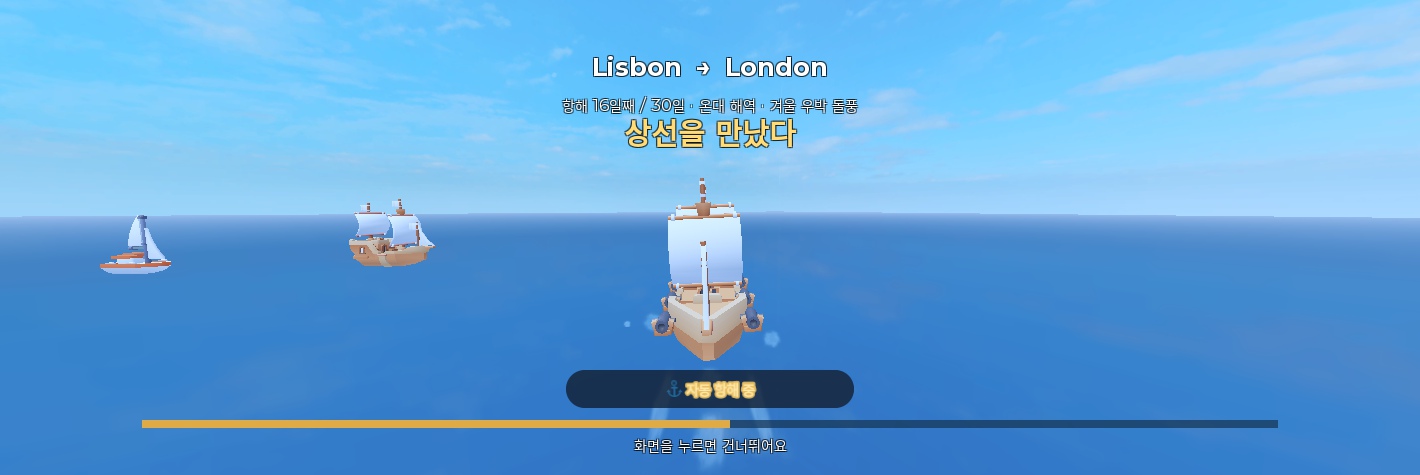 Lisbon → London
항해 16일째 / 30일 · 온대 해역 · 겨울 우박 돌풍
상선을 만났다
⚓ 자동 항해 중
화면을 누르면 건너뛰어요